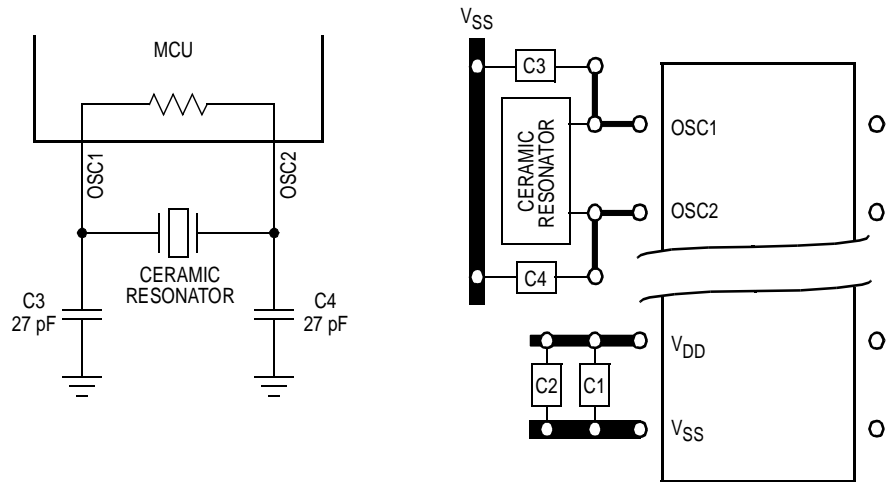 MCU
OSC1
OSC2
CERAMIC
RESONATOR
C3
27 pF
C4
27 pF
VSS
C3
CERAMIC
RESONATOR
C4
OSC1
OSC2
C2
C1
VDD
VSS